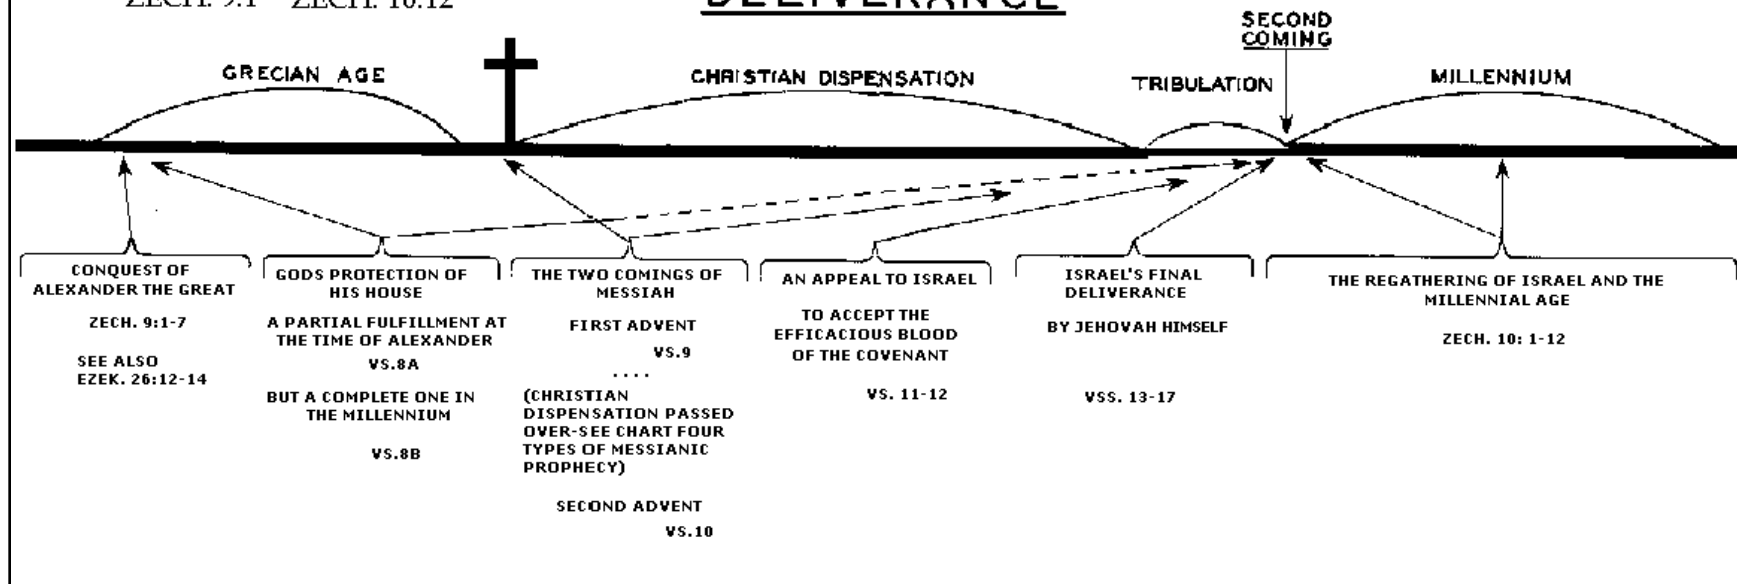 ZECH. 9:1 - ZECH. 10:12
DELIVERANCE
SECOND
COMING
GRECIAN AGE
CHRISTIAN DISPENSATION
TRIBULATION
MILLENNIUM
CONQUEST OF
ALEXANDER THE GREAT
ZECH. 9:1-7
SEE ALSO
EZEK. 26:12-14
GODS PROTECTION OF
HIS HOUSE
A PARTIAL FULFILLMENT AT
THE TIME OF ALEXANDER
VS.8A
BUT A COMPLETE ONE IN
THE MILLENNIUM
VS.8B
THE TWO COMINGS OF
MESSIAH
FIRST ADVENT
VS.9
....
(CHRISTIAN
DISPENSATION PASSED
OVER-SEE CHART FOUR
TYPES OF MESSIANIC
PROPHECY)
SECOND ADVENT
VS.10
AN APPEAL TO ISRAEL
TO ACCEPT THE
EFFICACIOUS BLOOD
OF THE COVENANT
VS. 11-12
ISRAEL'S FINAL
DELIVERANCE
BY JEHOVAH HIMSELF
VSS. 13-17
THE REGATHERING OF ISRAEL AND THE
MILLENNIAL AGE
ZECH. 10: 1-12